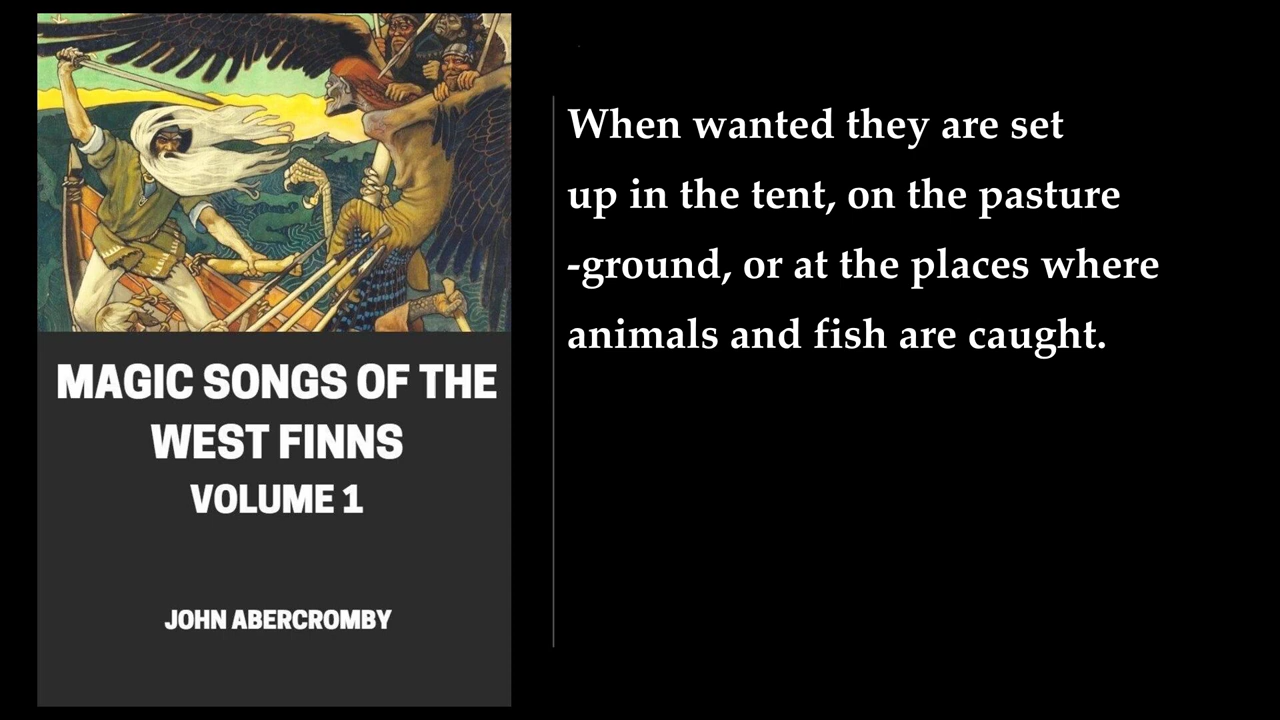 MAGIC SONGS OF THE
WEST FINNS
VOLUME 1
JOHN ABERCROMBY
When wanted they are set
up in the tent, on the pasture
-ground, or at the places where
animals and fish are caught.